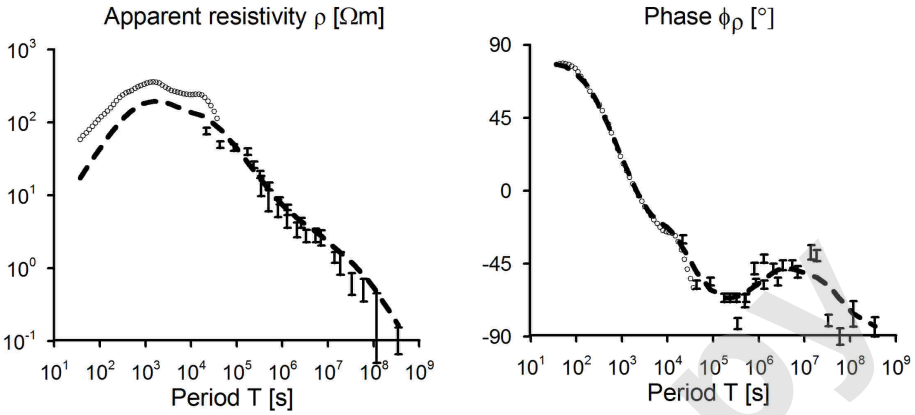 Apparent resistivity ρ [Ωm]
10³
10²
10¹
10⁰
10⁻¹
10¹ 10² 10³ 10⁴ 10⁵ 10⁶ 10⁷ 10⁸ 10⁹
Period T [s]
Phase ϕρ [°]
90
45
0
-45
-90
10¹ 10² 10³ 10⁴ 10⁵ 10⁶ 10⁷ 10⁸ 10⁹
Period T [s]
py